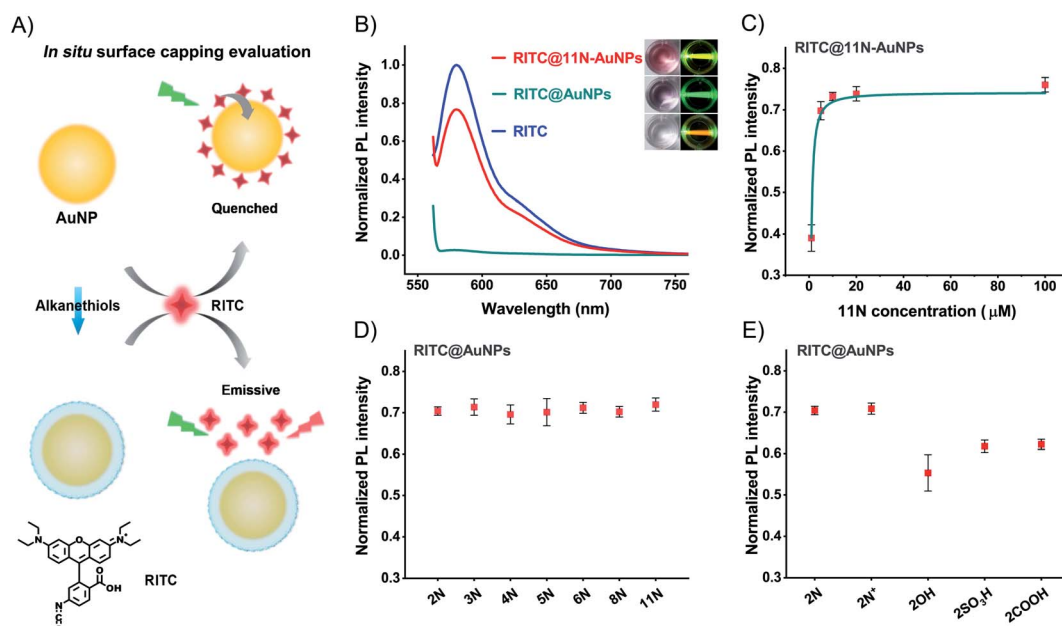 A)
In situ surface capping evaluation
AuNP
Quenched
Alkanethiols
RITC
Emissive
N
O
N+
O
OH
N
C
RITC
B)
Normalized PL intensity
1.0
0.8
0.6
0.4
0.2
0.0
RITC@11N-AuNPs
RITC@AuNPs
RITC
550 600 650 700 750
Wavelength (nm)
C)
RITC@11N-AuNPs
Normalized PL intensity
0.8
0.7
0.6
0.5
0.4
0.3
0 20 40 60 80 100
11N concentration (μM)
D)
RITC@AuNPs
Normalized PL intensity
0.8
0.7
0.6
0.5
0.4
0.3
2N 3N 4N 5N 6N 8N 11N
E)
RITC@AuNPs
Normalized PL intensity
0.8
0.7
0.6
0.5
0.4
0.3
2N 2N⁺ 2OH 2SO₃H 2COOH